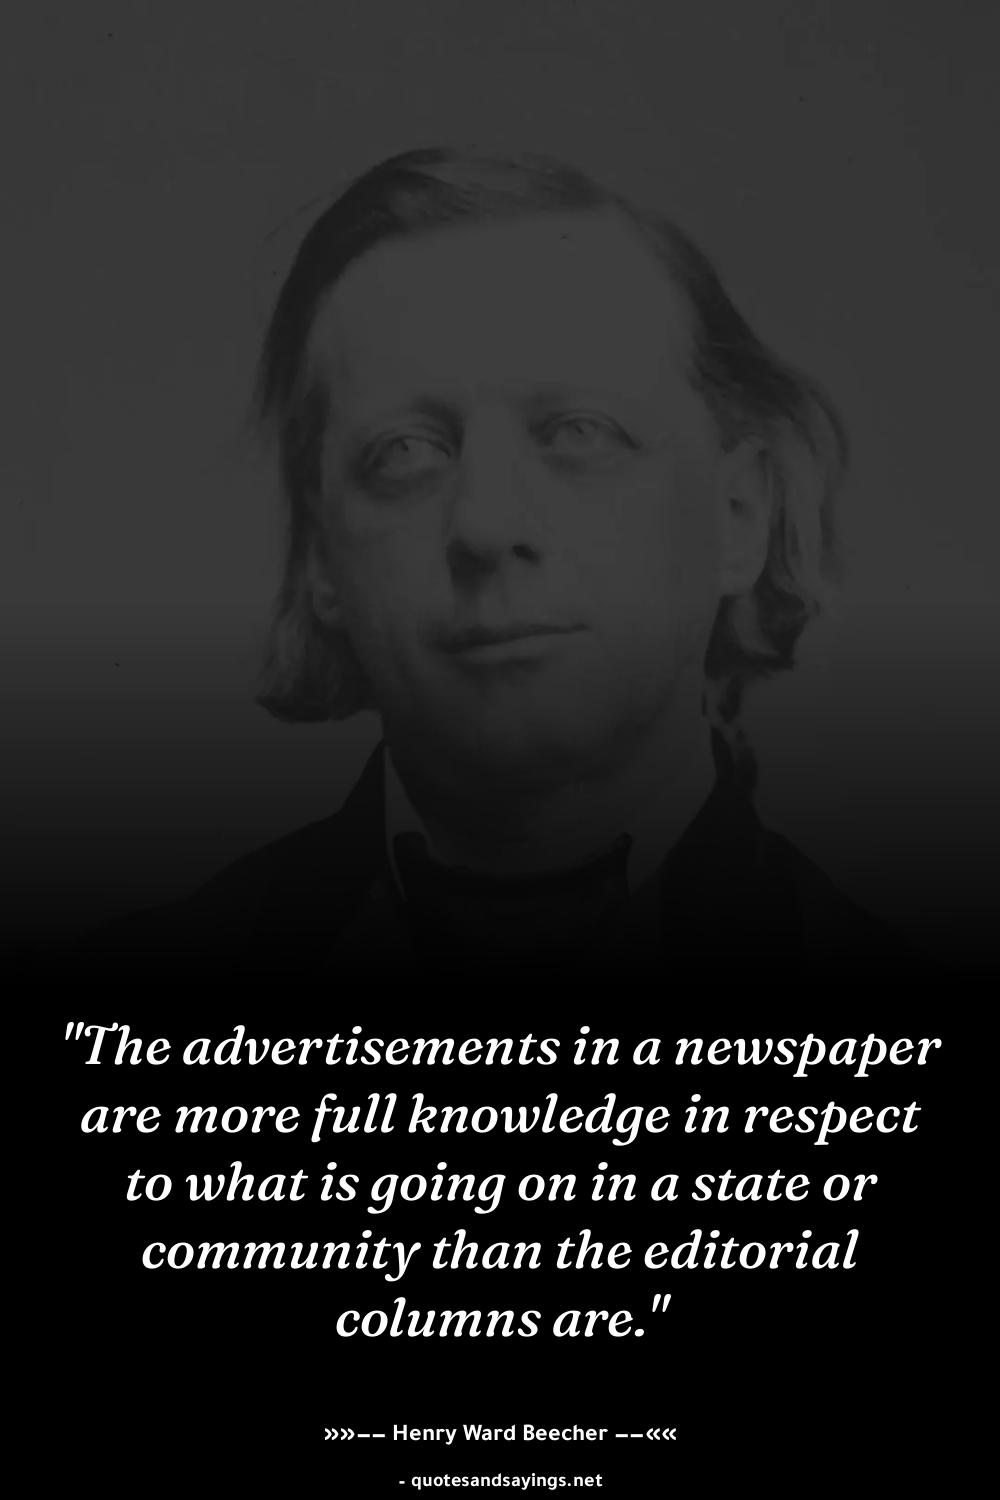 "The advertisements in a newspaper
are more full knowledge in respect
to what is going on in a state or
community than the editorial
columns are."
»»−− Henry Ward Beecher −−««
- quotesandsayings.net